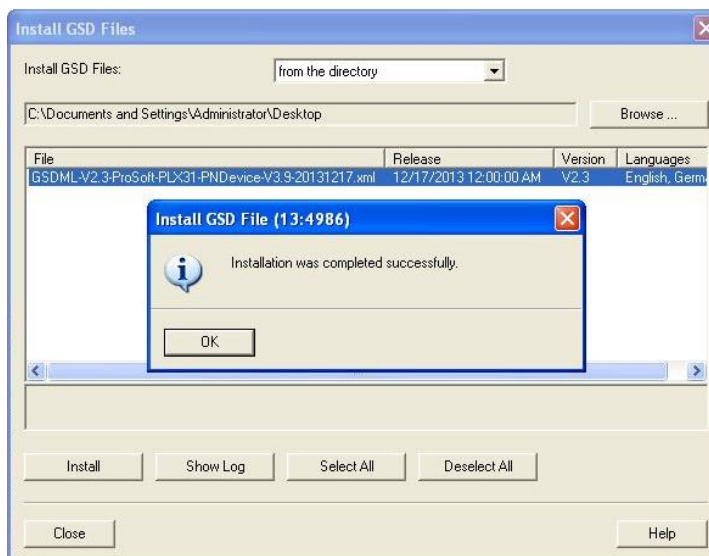 Install GSD Files
Install GSD Files:
from the directory
C:\Documents and Settings\Administrator\Desktop
Browse ...
File Release Version Languages
GSDML-V2.3-ProSoft-PLX31-PNDevice-V3.9-20131217.xml 12/17/2013 12:00:00 AM V2.3 English, Germ
Install GSD File (13:4986)
Installation was completed successfully.
OK
Install Show Log Select All Deselect All
Close Help